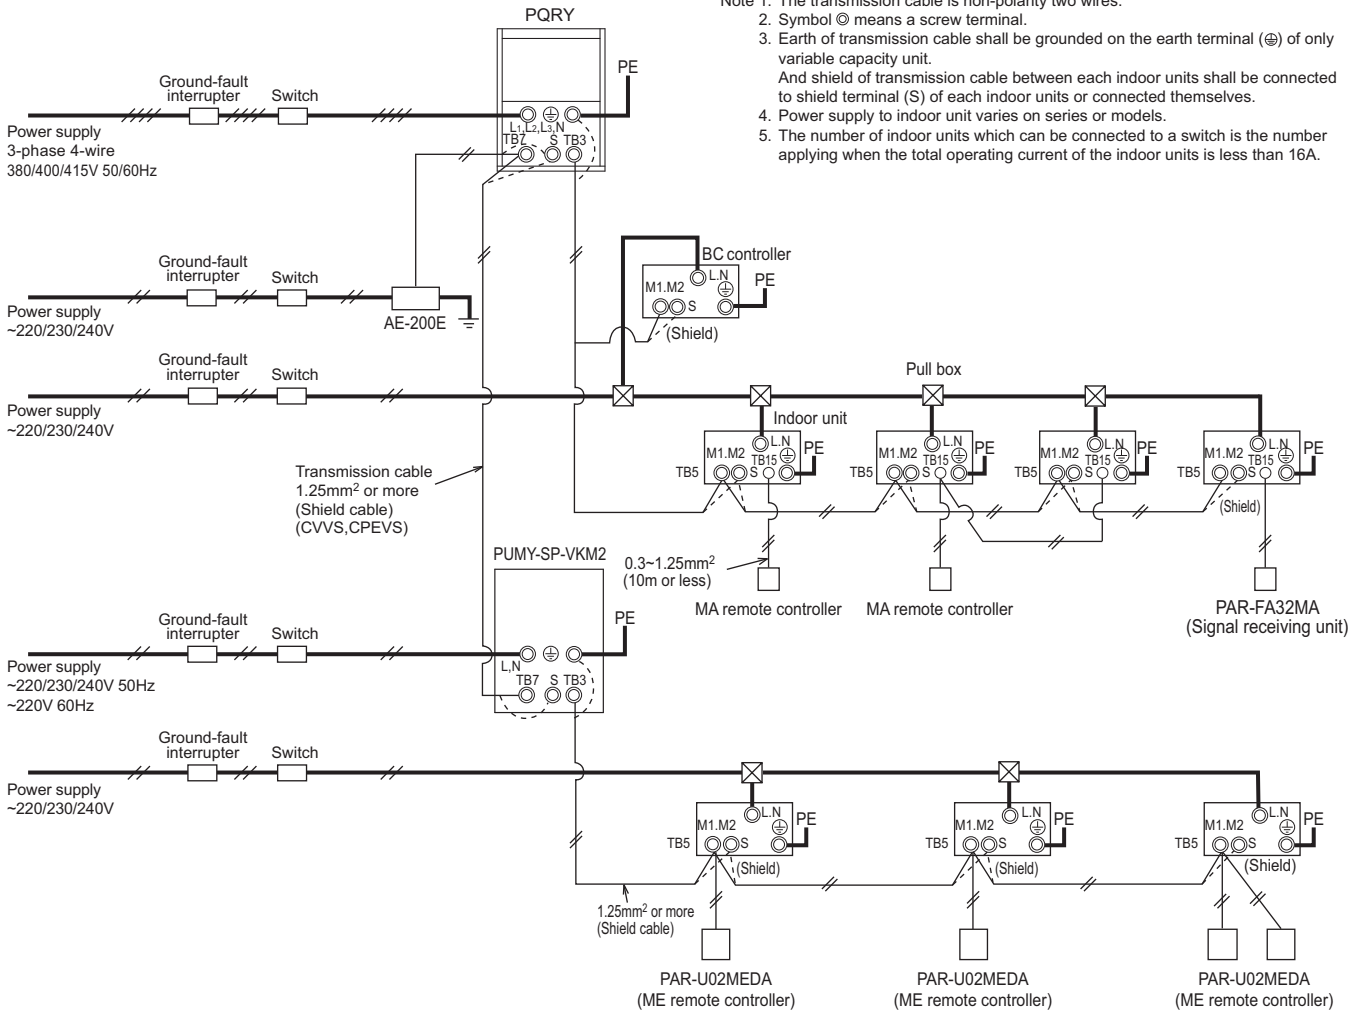 Note 1. The transmission cable is non-polarity two wires.
2. Symbol ◎ means a screw terminal.
3. Earth of transmission cable shall be grounded on the earth terminal (⏚) of only
variable capacity unit.
And shield of transmission cable between each indoor units shall be connected
to shield terminal (S) of each indoor units or connected themselves.
4. Power supply to indoor unit varies on series or models.
5. The number of indoor units which can be connected to a switch is the number
applying when the total operating current of the indoor units is less than 16A.
PQRY
PE
Ground-fault
interrupter
Switch
Power supply
3-phase 4-wire
380/400/415V 50/60Hz
L1,L2,L3,N
TB7 S TB3
Ground-fault
interrupter
Switch
Power supply
~220/230/240V
AE-200E
BC controller
L.N
PE
M1.M2
S
(Shield)
Ground-fault
interrupter
Switch
Power supply
~220/230/240V
Pull box
Indoor unit
L.N
PE
M1.M2
TB15
TB5
S
L.N
PE
M1.M2
TB15
TB5
S
L.N
PE
M1.M2
TB15
TB5
S
L.N
PE
M1.M2
TB15
TB5
S
(Shield)
Transmission cable
1.25mm2 or more
(Shield cable)
(CVVS,CPEVS)
0.3~1.25mm2
(10m or less)
MA remote controller
MA remote controller
PAR-FA32MA
(Signal receiving unit)
PUMY-SP-VKM2
PE
Ground-fault
interrupter
Switch
Power supply
~220/230/240V 50Hz
~220V 60Hz
L,N
TB7 S TB3
Ground-fault
interrupter
Switch
Power supply
~220/230/240V
L.N
PE
M1.M2
TB5
S
(Shield)
L.N
PE
M1.M2
TB5
S
(Shield)
L.N
PE
M1.M2
TB5
S
(Shield)
1.25mm2 or more
(Shield cable)
PAR-U02MEDA
(ME remote controller)
PAR-U02MEDA
(ME remote controller)
PAR-U02MEDA
(ME remote controller)